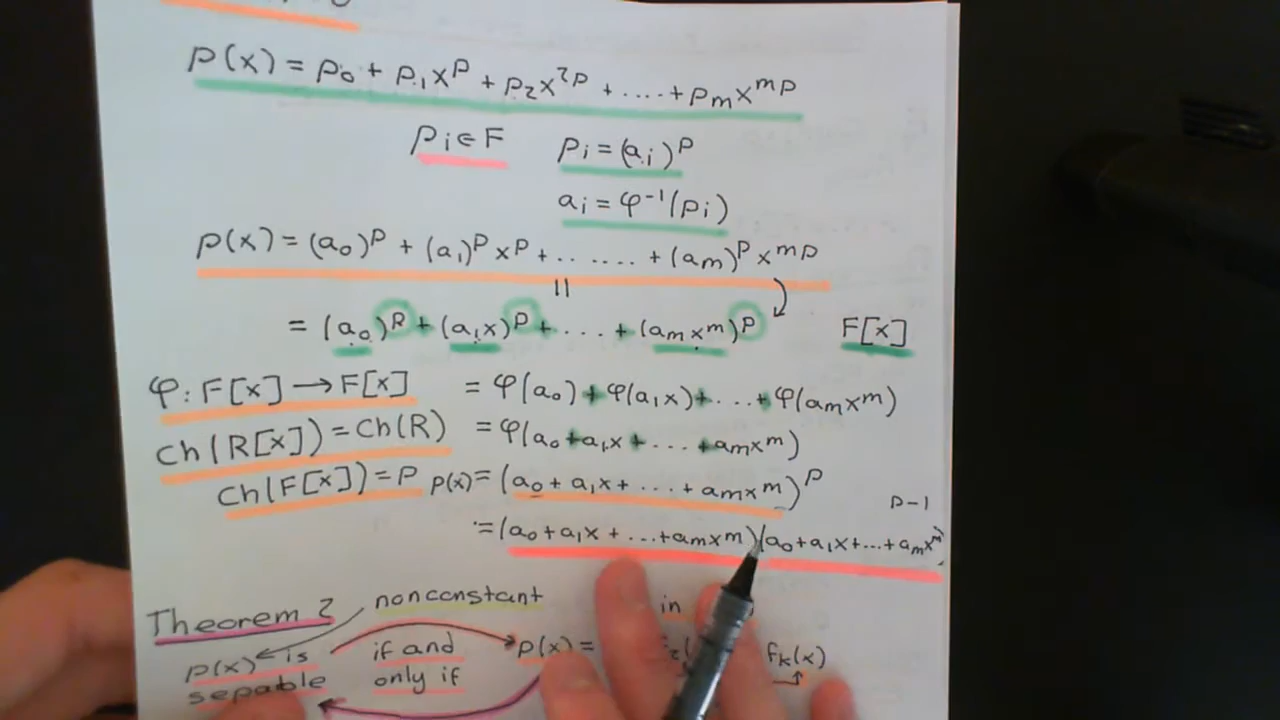 p(x) = p₀ + p₁x^p + p₂x^2p + .... + pₘx^mp
pᵢ ∈ F    pᵢ = (aᵢ)^p
aᵢ = φ⁻¹(pᵢ)
p(x) = (a₀)^p + (a₁)^p x^p + ...... + (aₘ)^p x^mp
= (a₀)^p + (a₁x)^p + ... + (aₘx^m)^p    F[x]
φ: F[x] → F[x]    = φ(a₀) + φ(a₁x) + ... + φ(aₘx^m)
Ch(R[x]) = Ch(R)    = φ(a₀ + a₁x + ... + aₘx^m)
Ch(F[x]) = P    p(x) = (a₀ + a₁x + ... + aₘx^m)^p
= (a₀ + a₁x + ... + aₘx^m)(a₀ + a₁x + ... + aₘx^m) p-1
Theorem 2    nonconstant    in
p(x) is    if and    p(x) =    fₖ(x)
sepable    only if